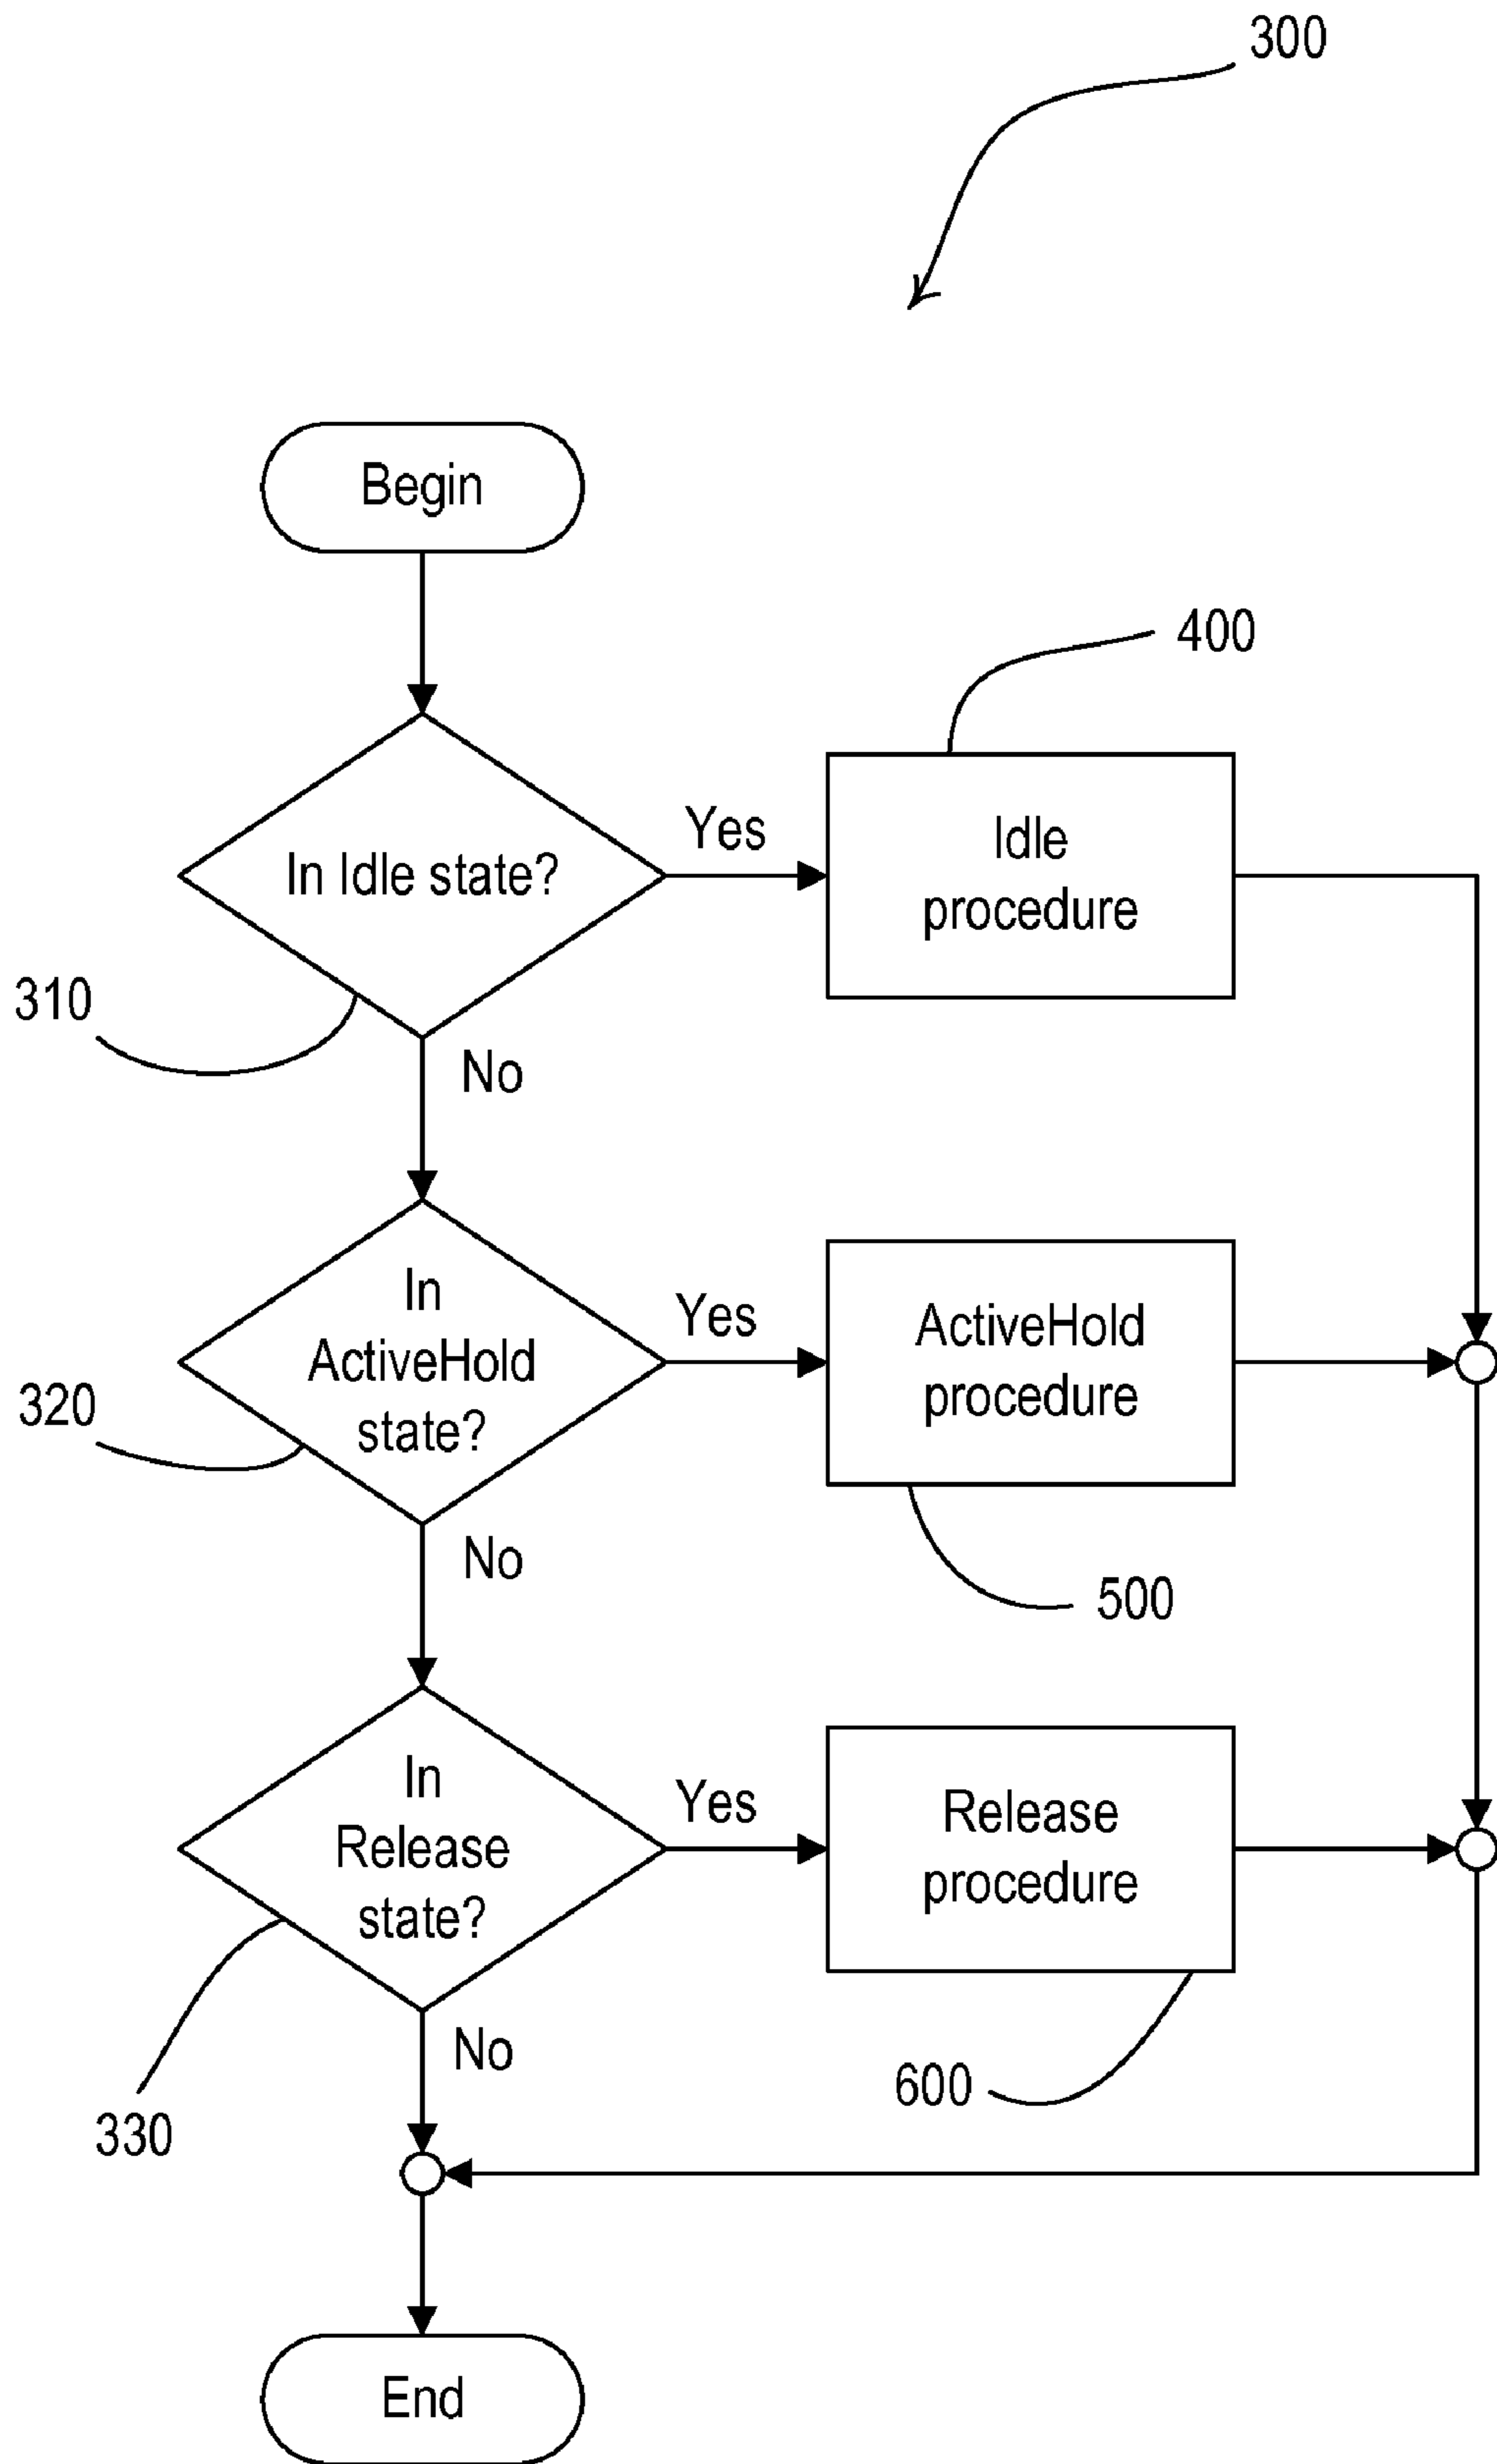 300
Begin
400
Yes
Idle
procedure
In Idle state?
310
No
In
ActiveHold
state?
Yes
ActiveHold
procedure
320
No
500
In
Release
state?
Yes
Release
procedure
No
600
330
End